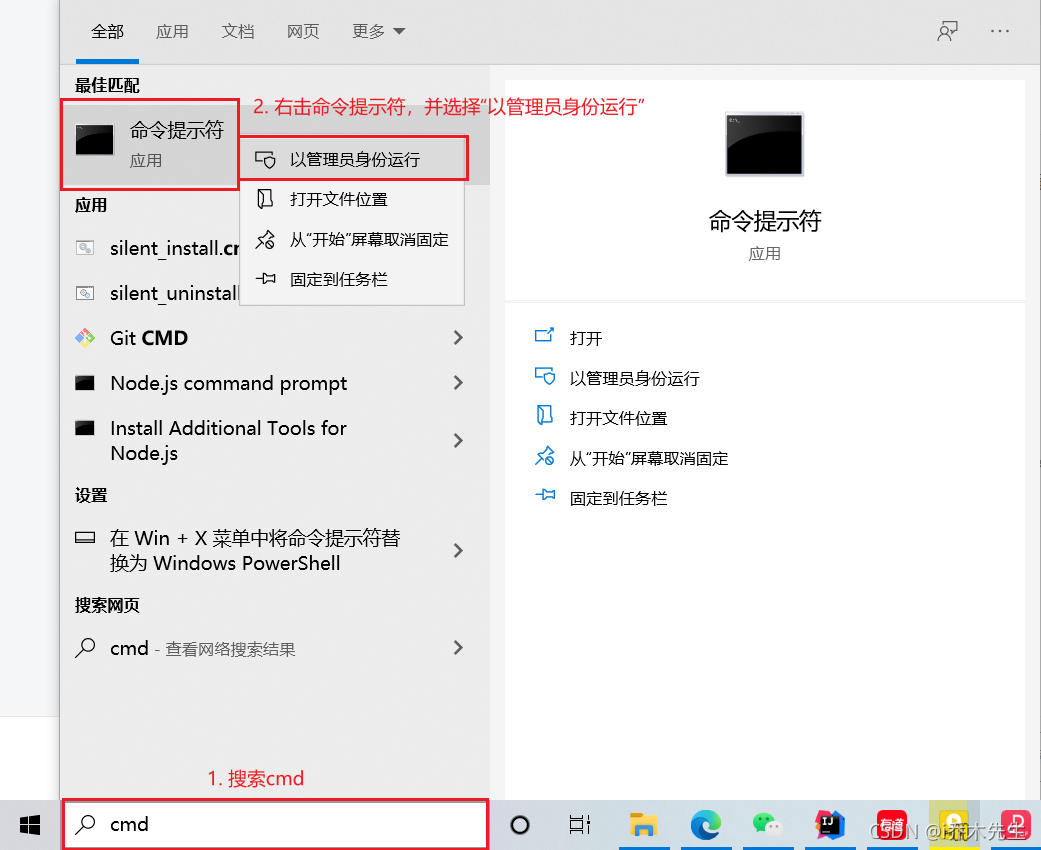 全部 应用 文档 网页 更多
最佳匹配
2. 右击命令提示符，并选择“以管理员身份运行”
命令提示符
应用
以管理员身份运行
打开文件位置
从“开始”屏幕取消固定
固定到任务栏
应用
silent_install.cr
silent_uninstall
Git CMD
Node.js command prompt
Install Additional Tools for
Node.js
设置
在 Win + X 菜单中将命令提示符替
换为 Windows PowerShell
搜索网页
cmd - 查看网络搜索结果
命令提示符
应用
打开
以管理员身份运行
打开文件位置
从“开始”屏幕取消固定
固定到任务栏
1. 搜索cmd
cmd
IJ
有道
CSDN @乔木先生